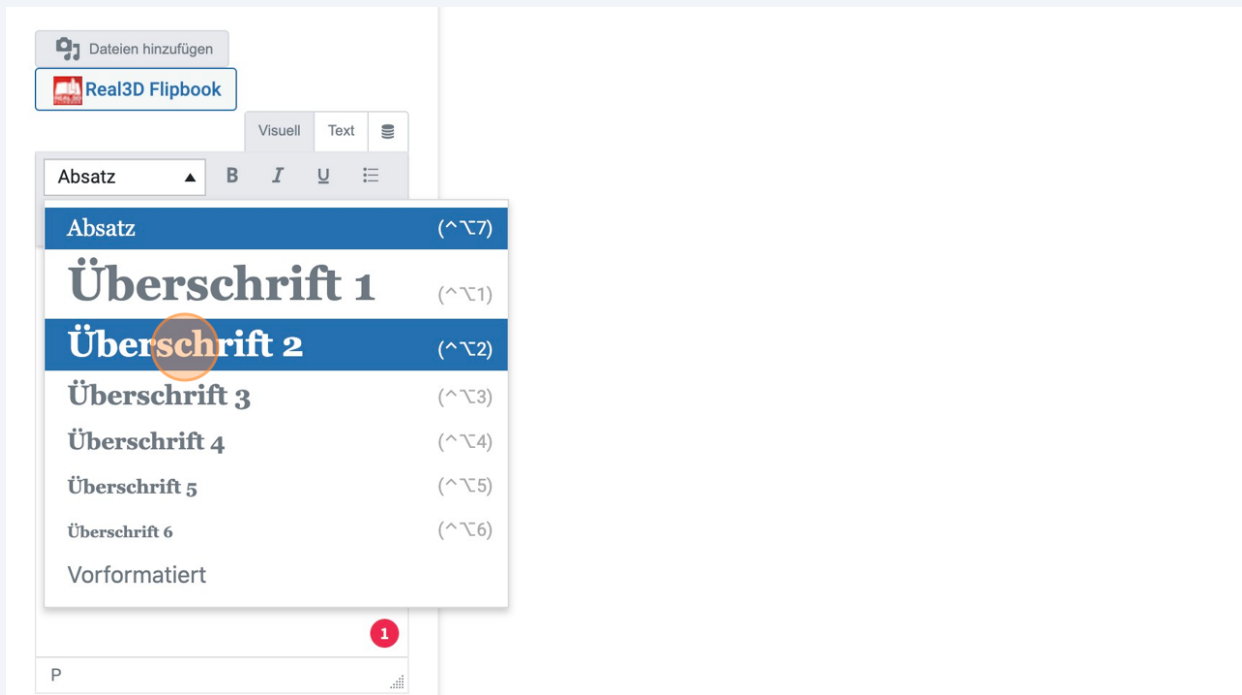 Dateien hinzufügen
Real3D Flipbook
Visuell Text
Absatz B I U
Absatz (^⌥7)
Überschrift 1 (^⌥1)
Überschrift 2 (^⌥2)
Überschrift 3 (^⌥3)
Überschrift 4 (^⌥4)
Überschrift 5 (^⌥5)
Überschrift 6 (^⌥6)
Vorformatiert
1
P